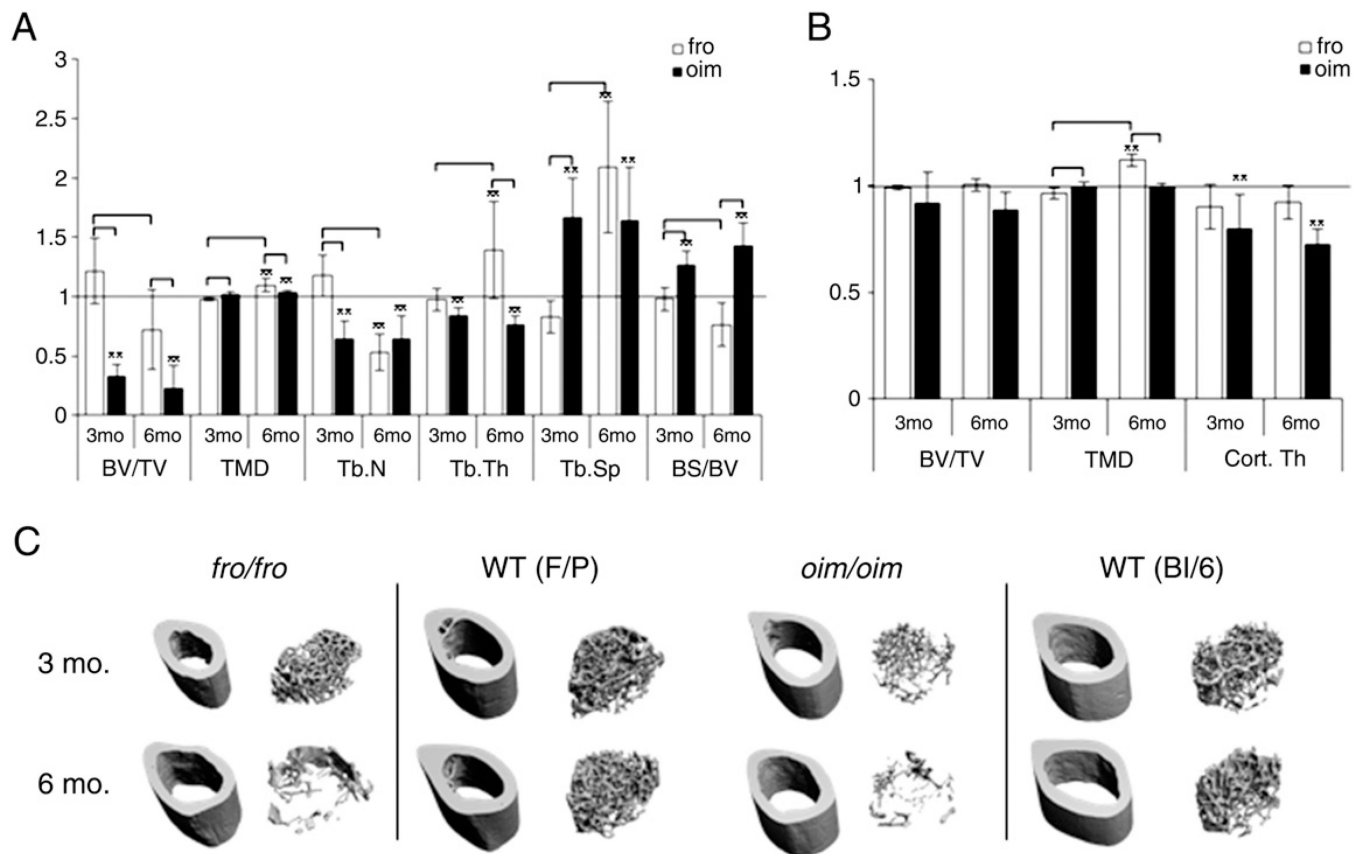 A
fro
oim
3
2.5
2
1.5
1
0.5
0
3mo 6mo 3mo 6mo 3mo 6mo 3mo 6mo 3mo 6mo 3mo 6mo
BV/TV TMD Tb.N Tb.Th Tb.Sp BS/BV
B
fro
oim
1.5
1
0.5
0
3mo 6mo 3mo 6mo 3mo 6mo
BV/TV TMD Cort. Th
C
fro/fro WT (F/P) oim/oim WT (Bl/6)
3 mo.
6 mo.